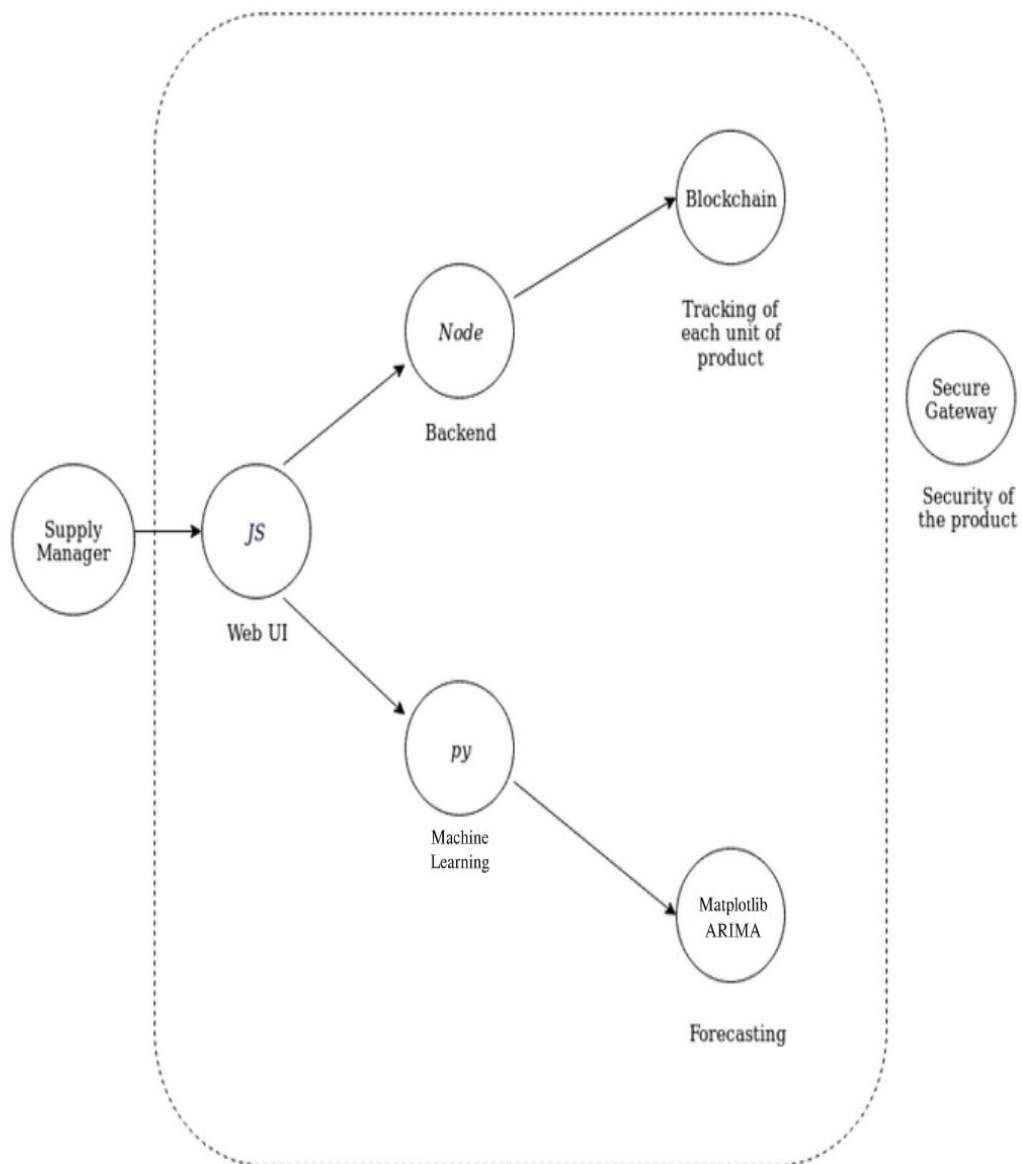 Blockchain
Tracking of
each unit of
product
Node
Backend
Secure
Gateway
Security of
the product
Supply
Manager
JS
Web UI
py
Machine
Learning
Matplotlib
ARIMA
Forecasting